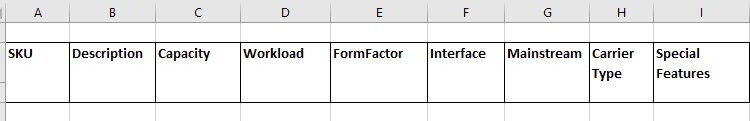 A B C D E F G H I
SKU Description Capacity Workload FormFactor Interface Mainstream Carrier Special
Type Features